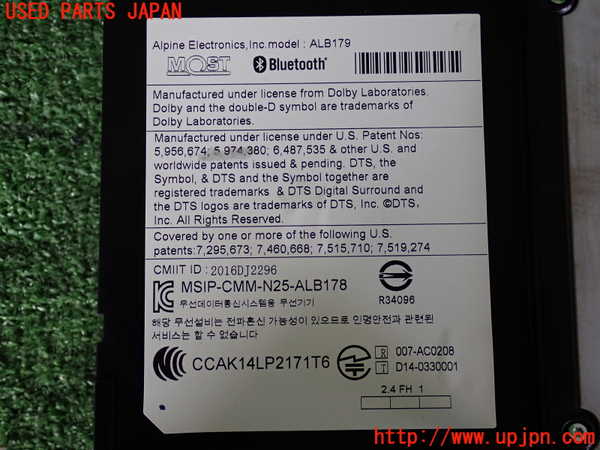 USED PARTS JAPAN
Alpine Electronics,Inc.model : ALB179
MOST Bluetooth®
Manufactured under license from Dolby Laboratories.
Dolby and the double-D symbol are trademarks of
Dolby Laboratories.
Manufactured under license under U.S. Patent Nos:
5,956,674; 5,974,380; 6,487,535 & other U.S. and
worldwide patents issued & pending. DTS, the
Symbol, & DTS and the Symbol together are
registered trademarks & DTS Digital Surround and
the DTS logos are trademarks of DTS, Inc. ©DTS,
Inc. All Rights Reserved.
Covered by one or more of the following U.S.
patents:7,295,673; 7,460,668; 7,515,710; 7,519,274
CMIIT ID : 2016DJ2296
MSIP-CMM-N25-ALB178
무선데이터통신시스템용 무선기기
R34096
해당 무선설비는 전파혼신 가능성이 있으므로 인명안전과 관련된
서비스는 할 수 없습니다.
CCAK14LP2171T6
R 007-AC0208
T D14-0330001
2.4 FH 1
http://www.upjpn.com/